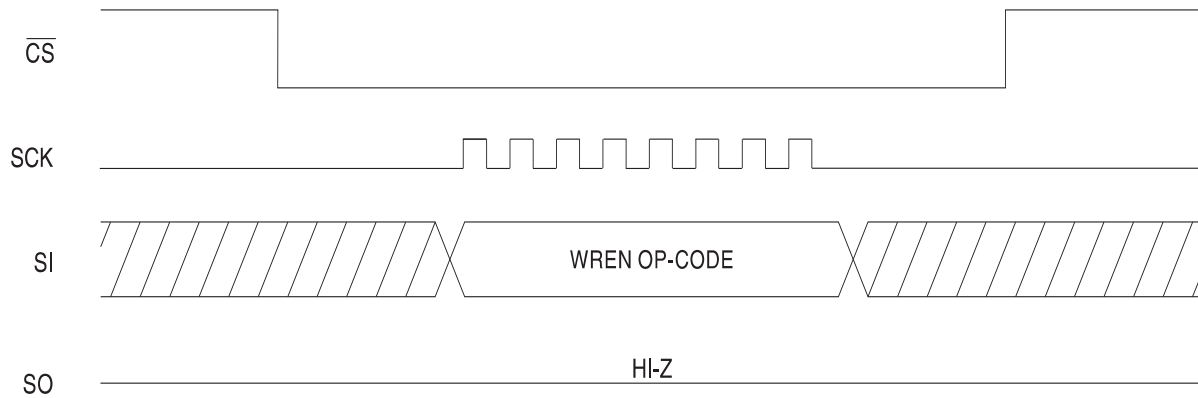 CS
SCK
SI
WREN OP-CODE
HI-Z
SO